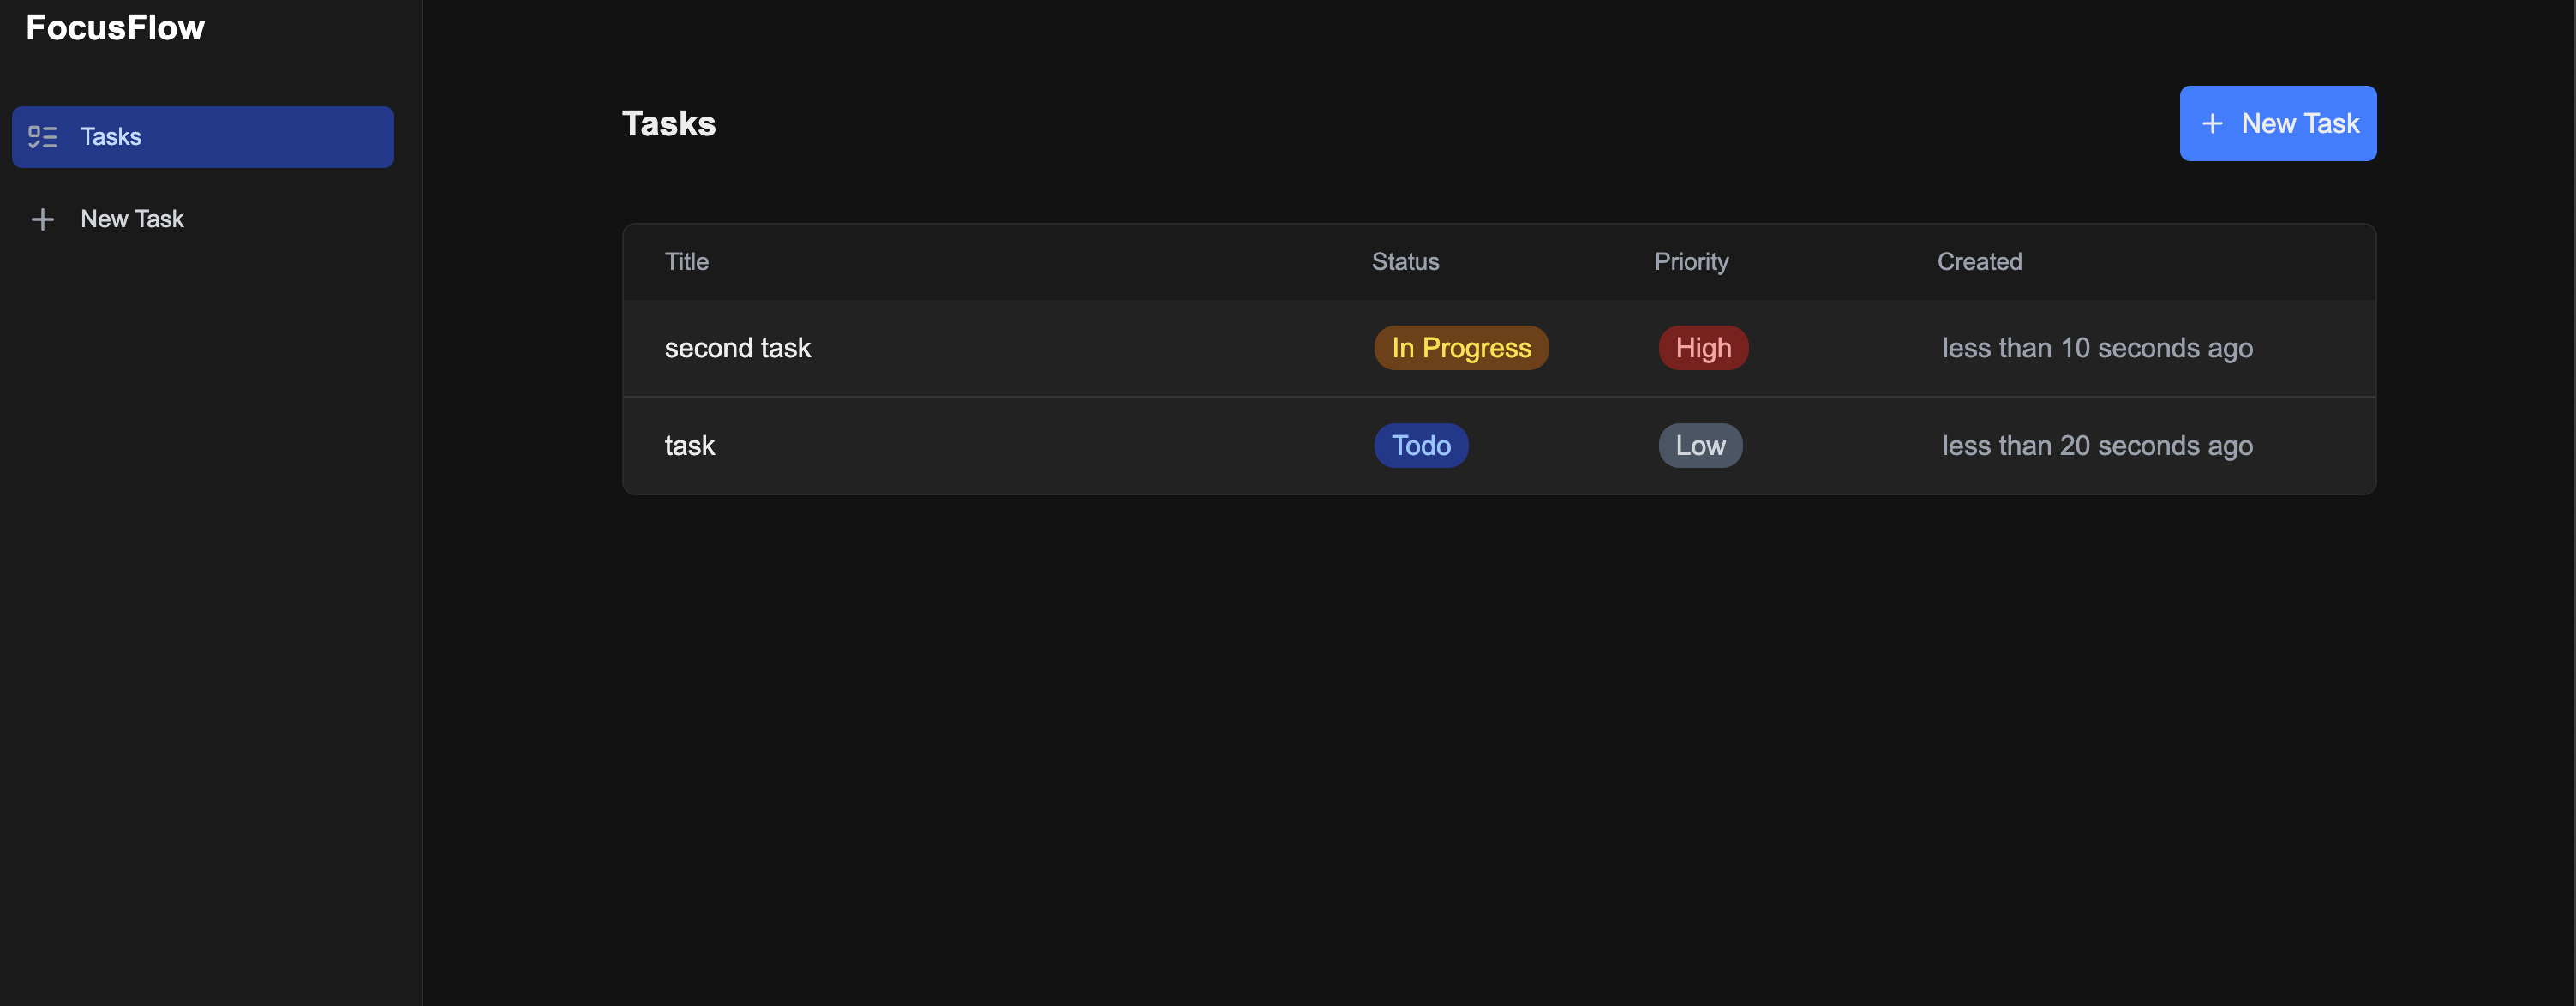 FocusFlow
Tasks
New Task
Tasks
New Task
Title Status Priority Created
second task In Progress High less than 10 seconds ago
task Todo Low less than 20 seconds ago